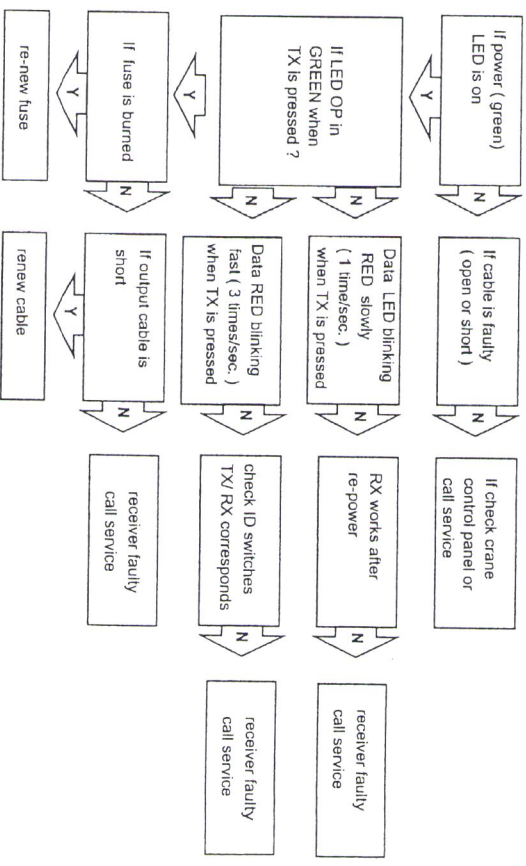 If power ( green)
LED is on
N
If cable is faulty
( open or short )
N
If check crane
control panel or
call service
Y
If LED OP in
GREEN when
TX is pressed ?
N
Data LED blinking
RED slowly
( 1 time/sec. )
when TX is pressed
N
RX works after
re-power
N
receiver faulty
call service
N
Data RED blinking
fast ( 3 times/sec. )
when TX is pressed
N
check ID switches
TX/ RX corresponds
N
receiver faulty
call service
Y
If fuse is burned
N
If output cable is
short
N
receiver faulty
call service
Y
re-new fuse
Y
renew cable